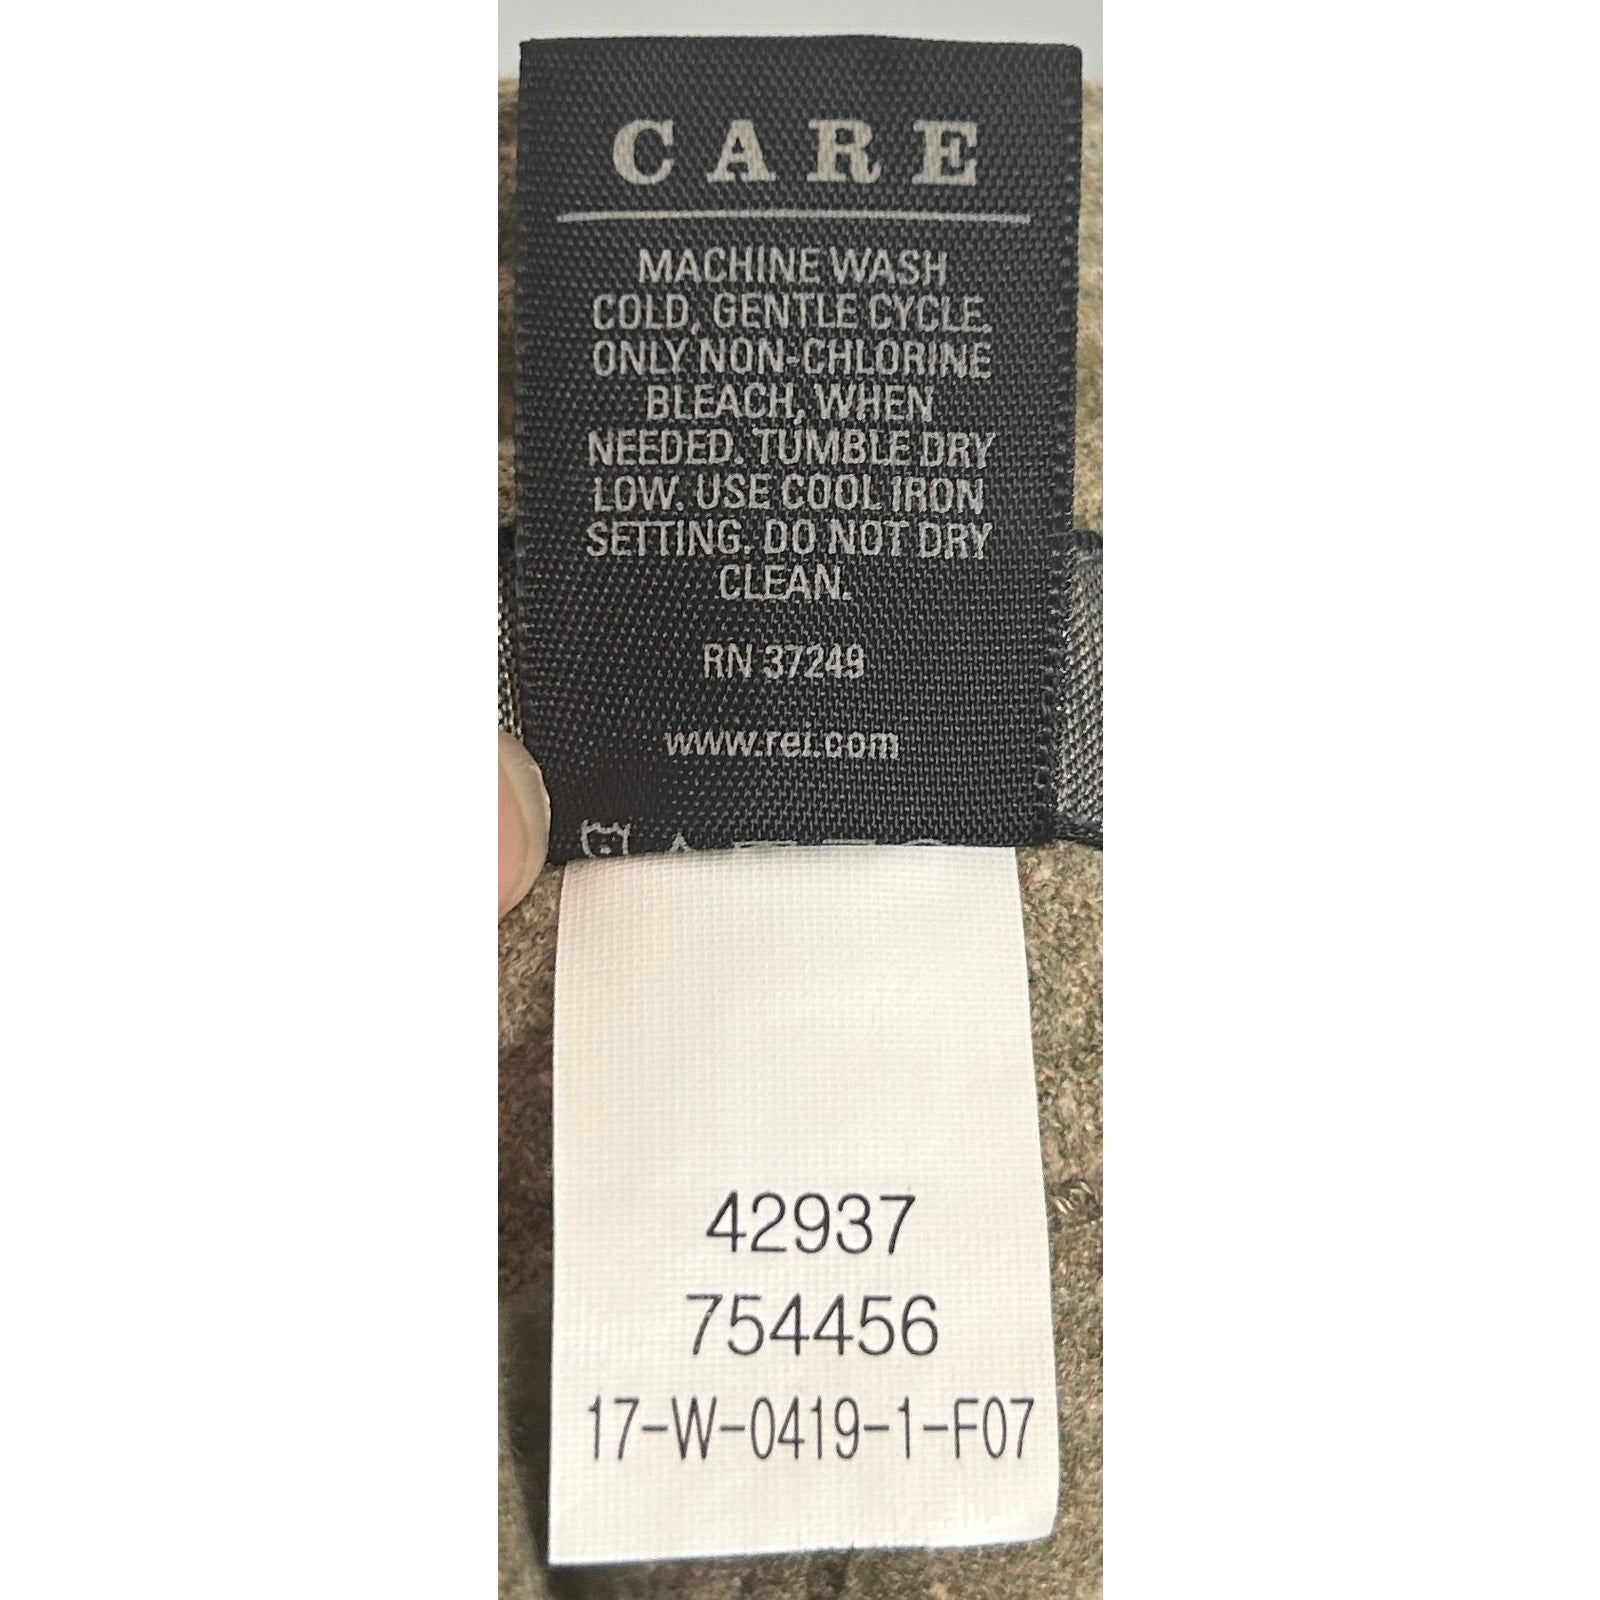 CARE
MACHINE WASH
COLD, GENTLE CYCLE.
ONLY NON-CHLORINE
BLEACH, WHEN
NEEDED. TUMBLE DRY
LOW. USE COOL IRON
SETTING. DO NOT DRY
CLEAN.
RN 37249
www.rei.com
42937
754456
17-W-0419-1-F07